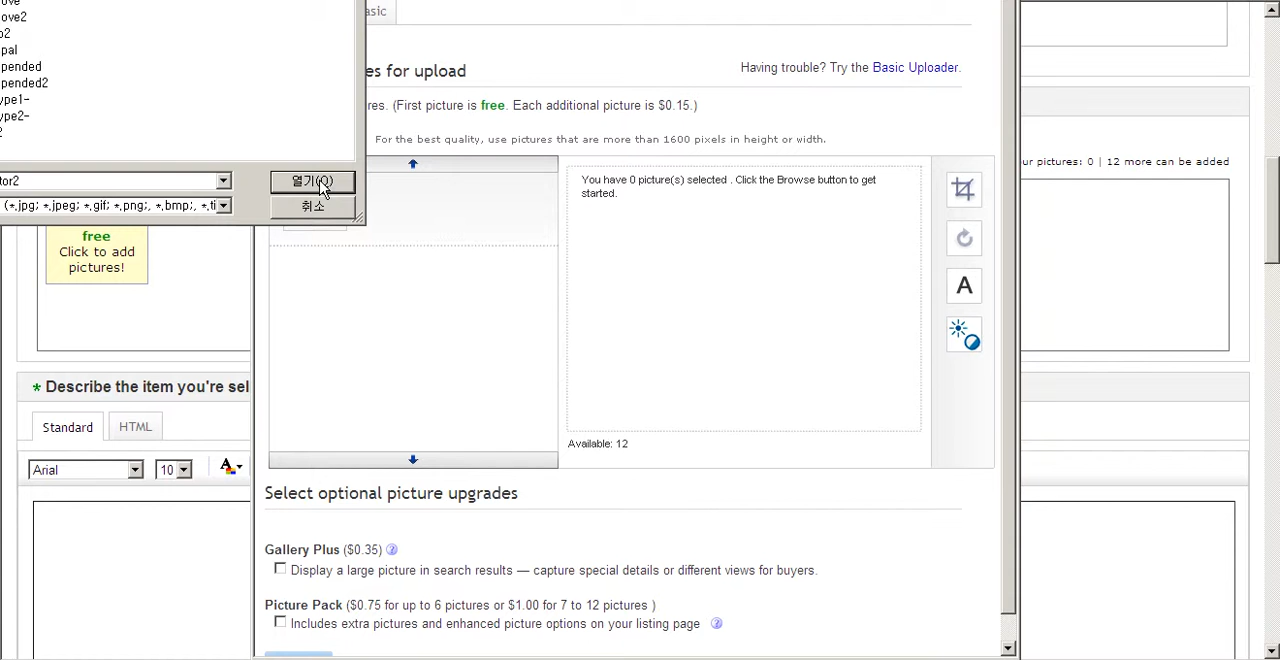 ove
ove2
o2
pal
pended
pended2
ype1-
ype2-
2
tor2
열기(O)
(*.jpg; *.jpeg; *.gif; *.png;, *.bmp;, *.ti
취소
asic
es for upload
Having trouble? Try the Basic Uploader.
res. (First picture is free. Each additional picture is $0.15.)
For the best quality, use pictures that are more than 1600 pixels in height or width.
ur pictures: 0 | 12 more can be added
You have 0 picture(s) selected . Click the Browse button to get
started.
free
Click to add
pictures!
A
Available: 12
* Describe the item you're sel
Standard
HTML
Arial
10
A
Select optional picture upgrades
Gallery Plus ($0.35) ?
Display a large picture in search results — capture special details or different views for buyers.
Picture Pack ($0.75 for up to 6 pictures or $1.00 for 7 to 12 pictures )
Includes extra pictures and enhanced picture options on your listing page ?